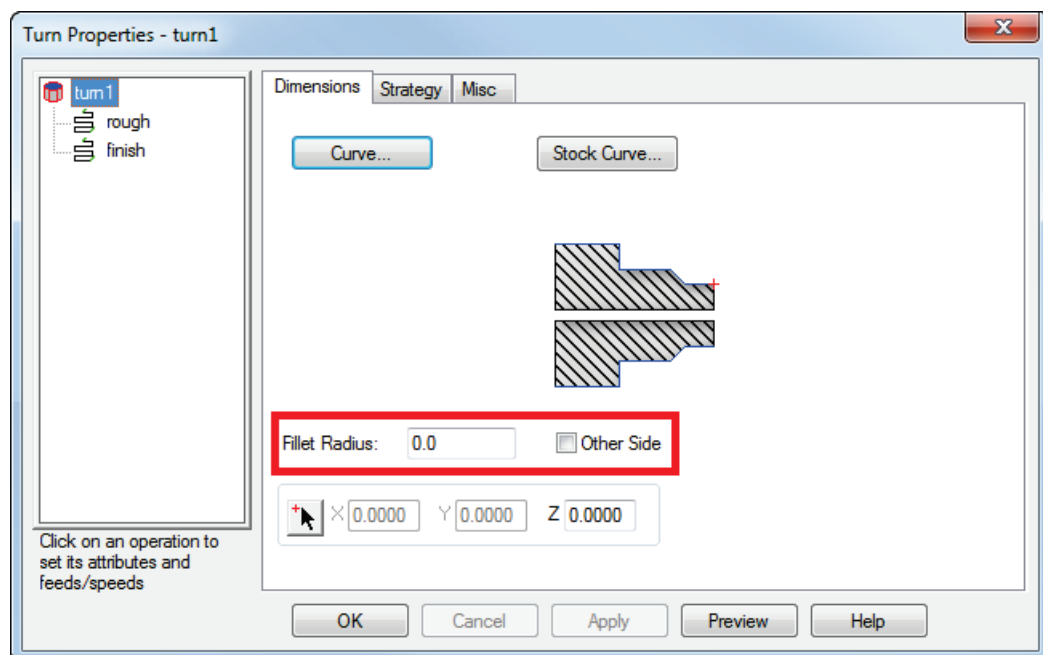 Turn Properties - turn1
X
turn1
rough
finish
Click on an operation to
set its attributes and
feeds/speeds
Dimensions Strategy Misc
Curve... Stock Curve...
Fillet Radius: 0.0 Other Side
X 0.0000 Y 0.0000 Z 0.0000
OK Cancel Apply Preview Help